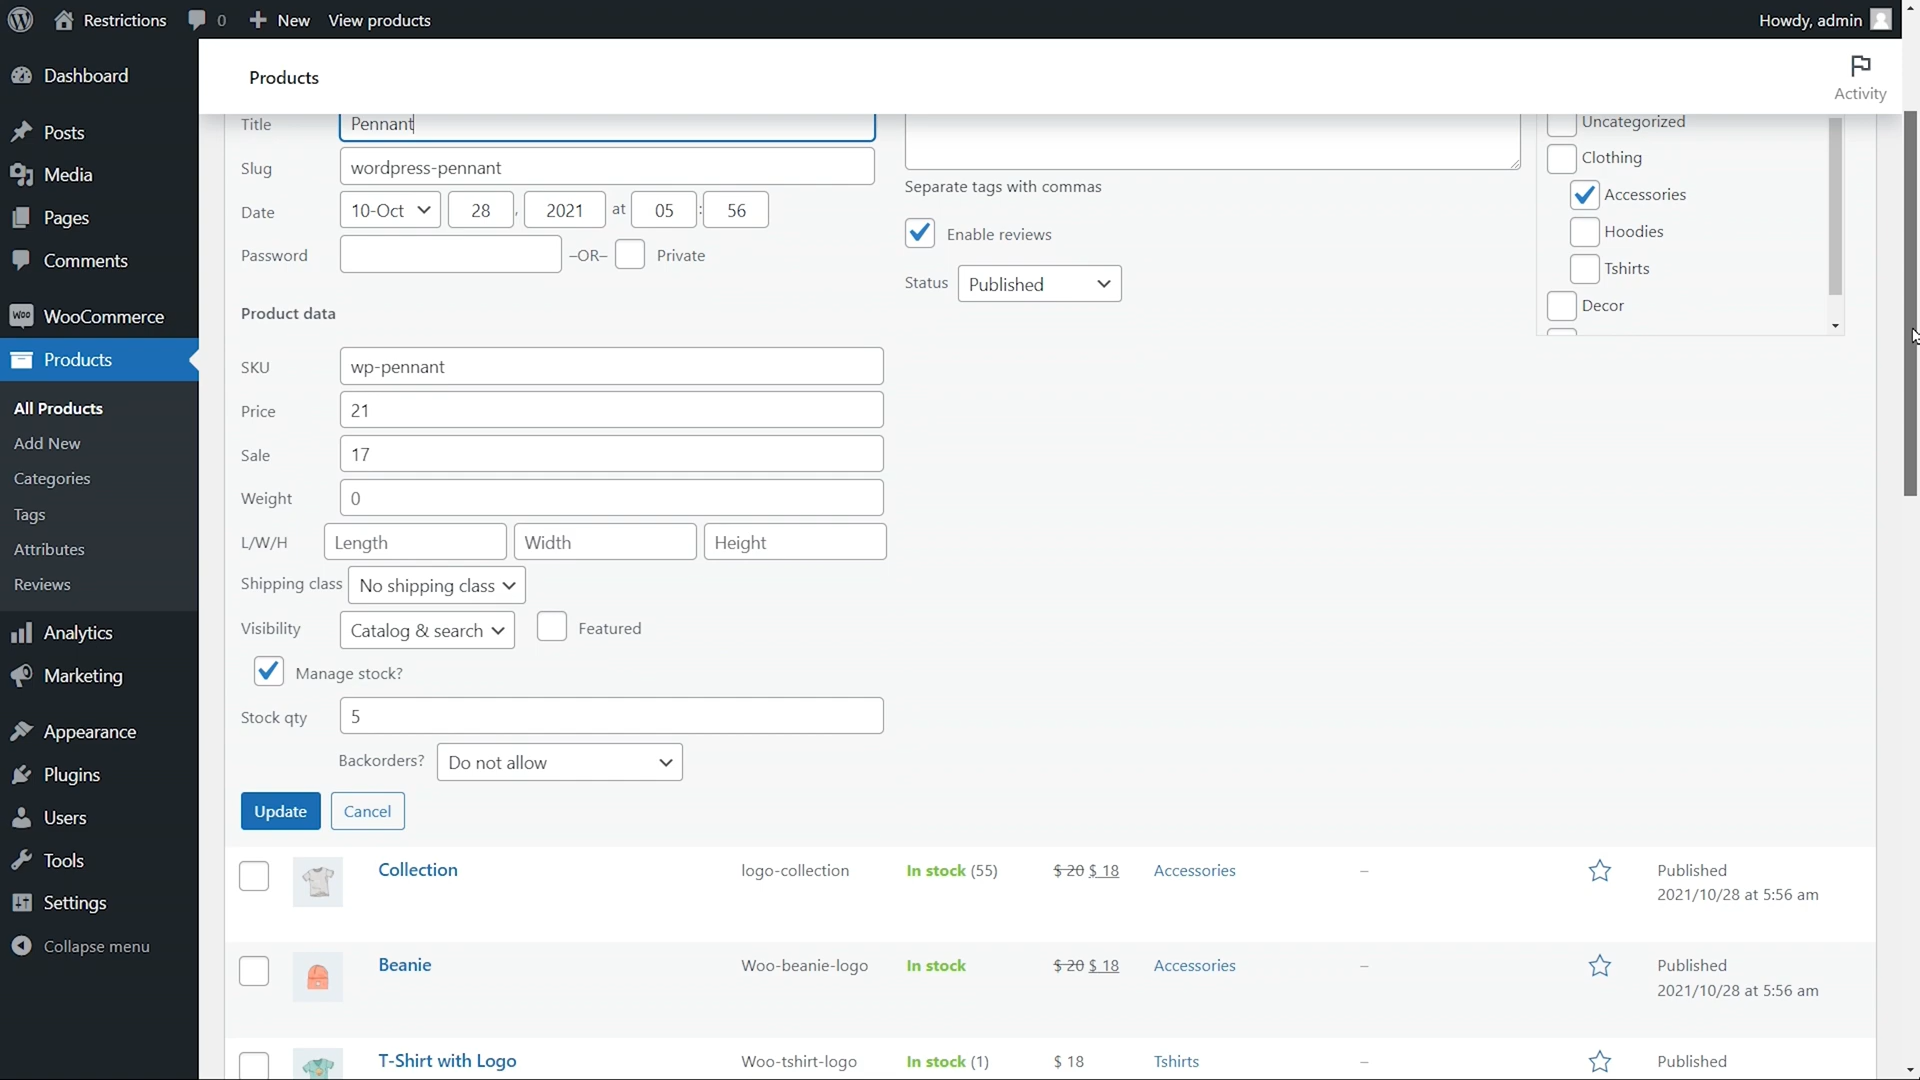 Restrictions 0 New View products Howdy, admin
Products
Activity
Dashboard
Posts
Media
Pages
Comments
WooCommerce
Products
All Products
Add New
Categories
Tags
Attributes
Reviews
Analytics
Marketing
Appearance
Plugins
Users
Tools
Settings
Collapse menu
Title Pennant
Slug wordpress-pennant
Date 10-Oct 28 , 2021 at 05 : 56
Password –OR– Private
Product data
SKU wp-pennant
Price 21
Sale 17
Weight 0
L/W/H Length Width Height
Shipping class No shipping class
Visibility Catalog & search Featured
Manage stock?
Stock qty 5
Backorders? Do not allow
Update Cancel
Separate tags with commas
Enable reviews
Status Published
Uncategorized
Clothing
Accessories
Hoodies
Tshirts
Decor
Collection logo-collection In stock (55) $ 20 $ 18 Accessories – Published
2021/10/28 at 5:56 am
Beanie Woo-beanie-logo In stock $ 20 $ 18 Accessories – Published
2021/10/28 at 5:56 am
T-Shirt with Logo Woo-tshirt-logo In stock (1) $ 18 Tshirts – Published